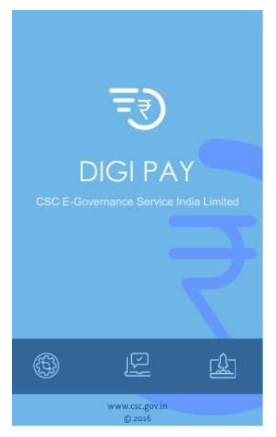 DIGI PAY
CSC E-Governance Service India Limited
www.csc.gov.in
© 2016